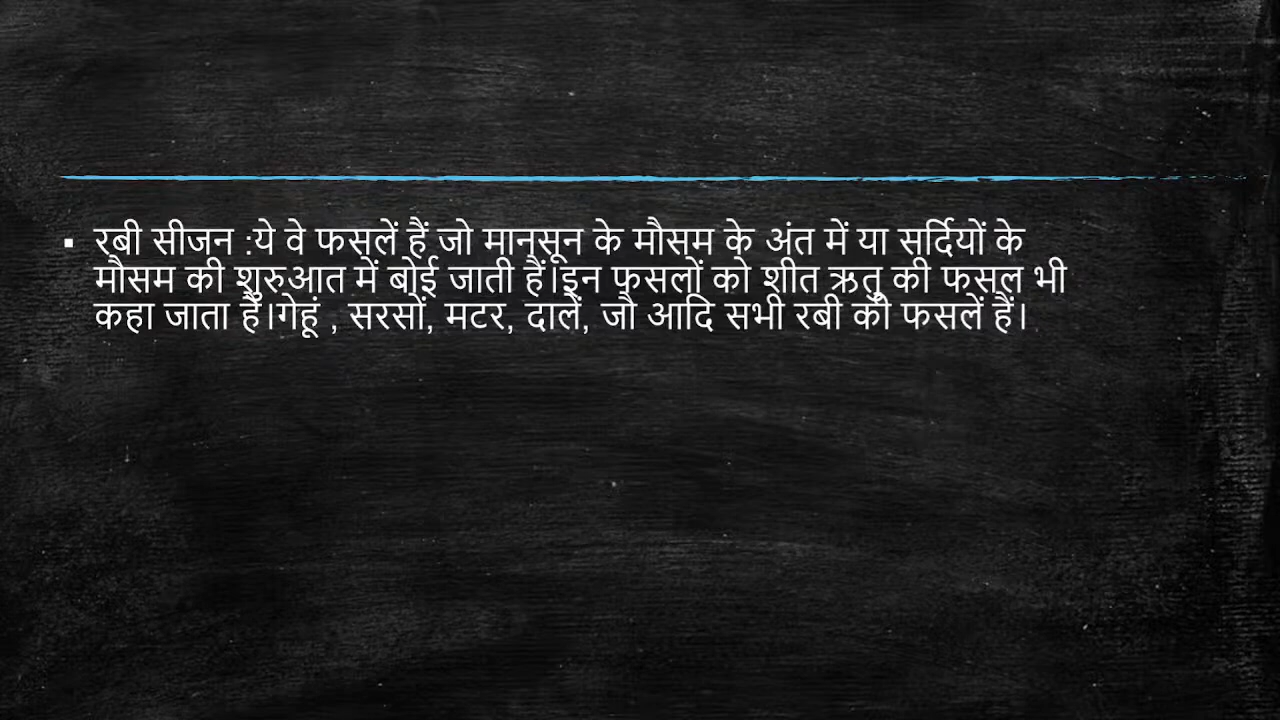 ▪ रबी सीजन :ये वे फसलें हैं जो मानसून के मौसम के अंत में या सर्दियों के
मौसम की शुरुआत में बोई जाती हैं।इन फसलों को शीत ऋतु की फसल भी
कहा जाता है।गेहूं , सरसों, मटर, दालें, जौ आदि सभी रबी की फसलें हैं।